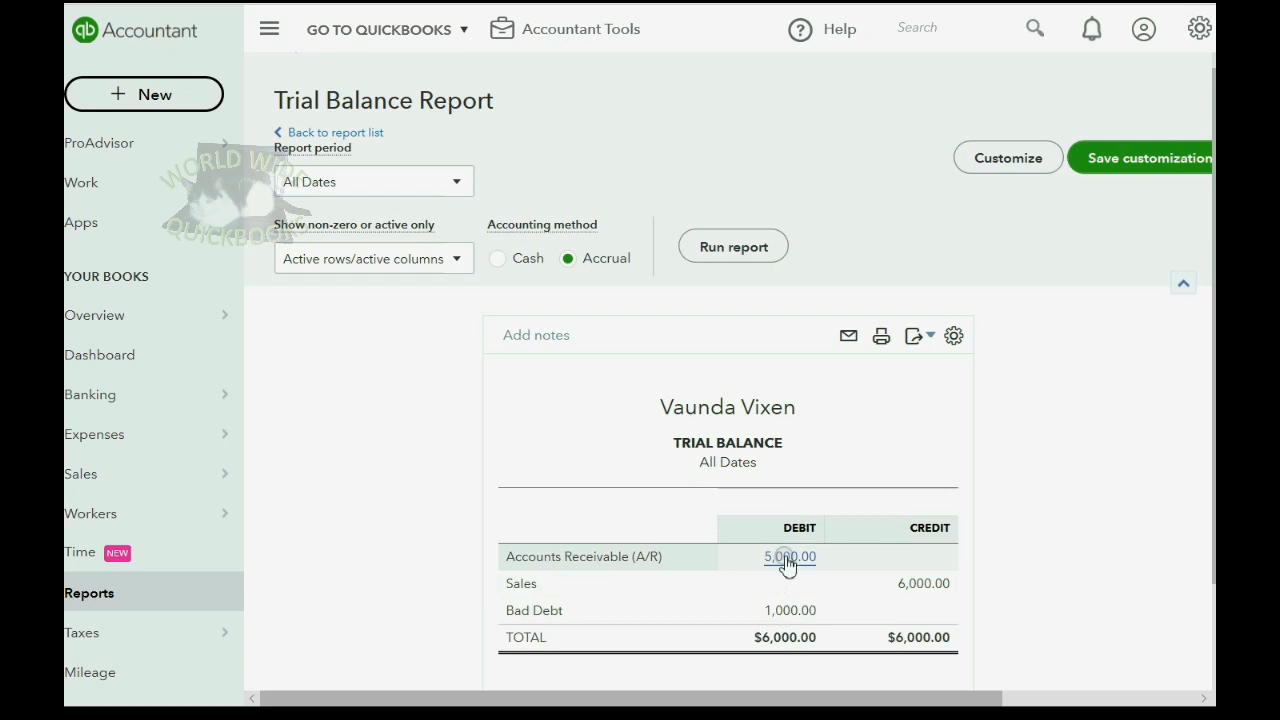 qb Accountant
GO TO QUICKBOOKS
Accountant Tools
Help
Search
New
ProAdvisor
Work
Apps
YOUR BOOKS
Overview
Dashboard
Banking
Expenses
Sales
Workers
Time NEW
Reports
Taxes
Mileage
WORLD WIDE
QUICKBOOKS
Trial Balance Report
Back to report list
Report period
All Dates
Customize
Save customization
Show non-zero or active only
Accounting method
Active rows/active columns
Cash
Accrual
Run report
Add notes
Vaunda Vixen
TRIAL BALANCE
All Dates
DEBIT CREDIT
Accounts Receivable (A/R) 5,000.00
Sales 6,000.00
Bad Debt 1,000.00
TOTAL $6,000.00 $6,000.00